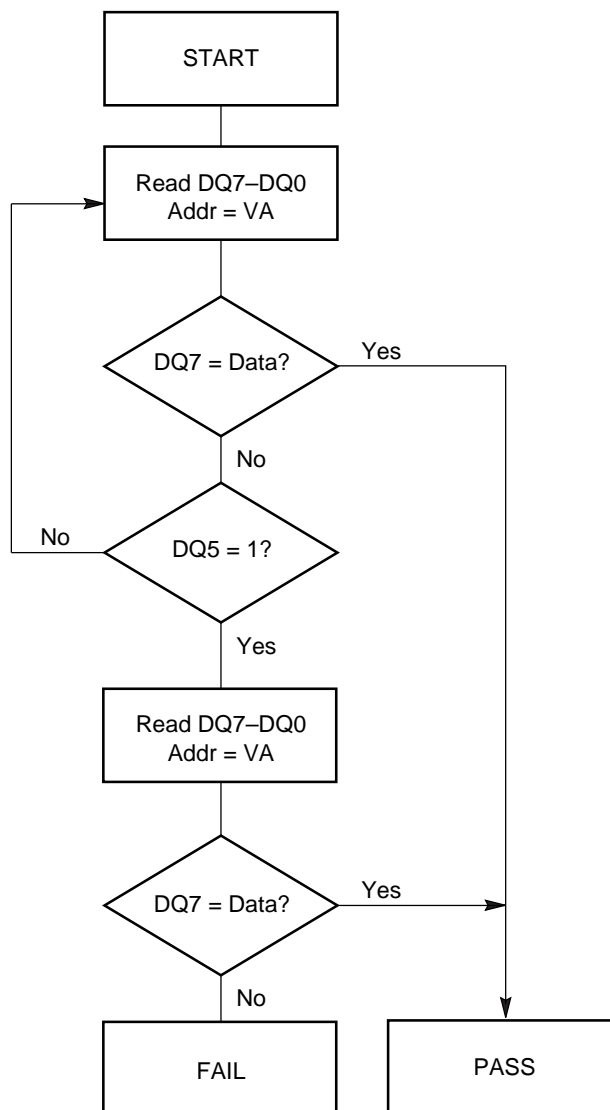 START
Read DQ7–DQ0
Addr = VA
DQ7 = Data?
Yes
No
No
DQ5 = 1?
Yes
Read DQ7–DQ0
Addr = VA
DQ7 = Data?
Yes
No
FAIL
PASS